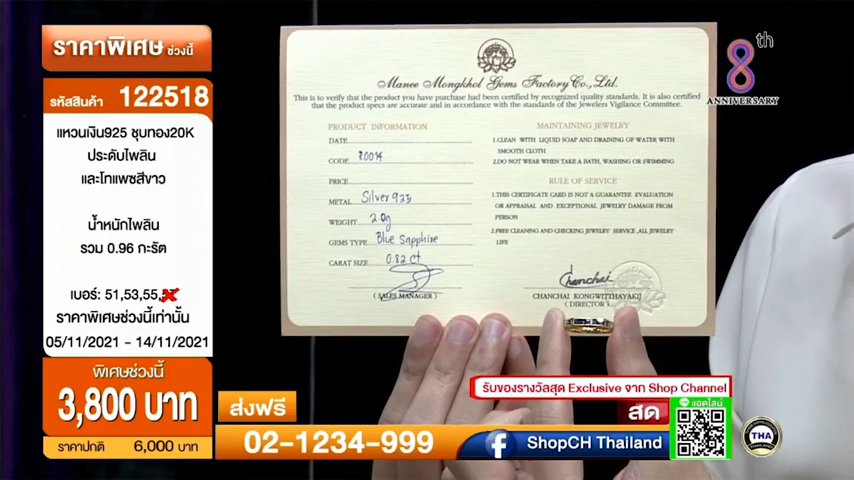 ราคาพิเศษ ช่วงนี้
รหัสสินค้า 122518
แหวนเงิน925 ชุบทอง20K
ประดับไพลิน
และโทแพซสีขาว
น้ำหนักไพลิน
รวม 0.96 กะรัต
เบอร์: 51,53,55,
ราคาพิเศษช่วงนี้เท่านั้น
05/11/2021 - 14/11/2021
พิเศษช่วงนี้
3,800 บาท
ราคาปกติ 6,000 บาท
Manee Mongkhol Gems Factory Co., Ltd.
This is to verify that the product you have purchase had been certified by recognized quality standards. It is also certified
that the product specs are accurate and in accordance with the standards of the Jewelers Vigilance Committee.
PRODUCT INFORMATION
DATE
CODE R0014
PRICE
METAL Silver 925
WEIGHT 2.0g
GEMS TYPE Blue Sapphire
CARAT SIZE 0.82 ct
( SALES MANAGER )
MAINTAINING JEWELRY
1.CLEAN WITH LIQUID SOAP AND DRAINING OF WATER WITH
SMOOTH CLOTH
2.DO NOT WEAR WHEN TAKE A BATH, WASHING OR SWIMMING
RULE OF SERVICE
1.THIS CERTIFICATE CARD IS NOT A GUARANTEE EVALUATION
OR APPRAISAL AND EXCEPTIONAL JEWELRY DAMAGE FROM
PERSON
2.FREE CLEANING AND CHECKING JEWELRY SERVICE ,ALL JEWELRY
LIFE
Chanchai
CHANCHAI KONGWITTHAYAKIJ
( DIRECTOR )
8th
ANNIVERSARY
รับของรางวัลสุด Exclusive จาก Shop Channel
ส่งฟรี
สด
แอดไลน์
02-1234-999
ShopCH Thailand
THA